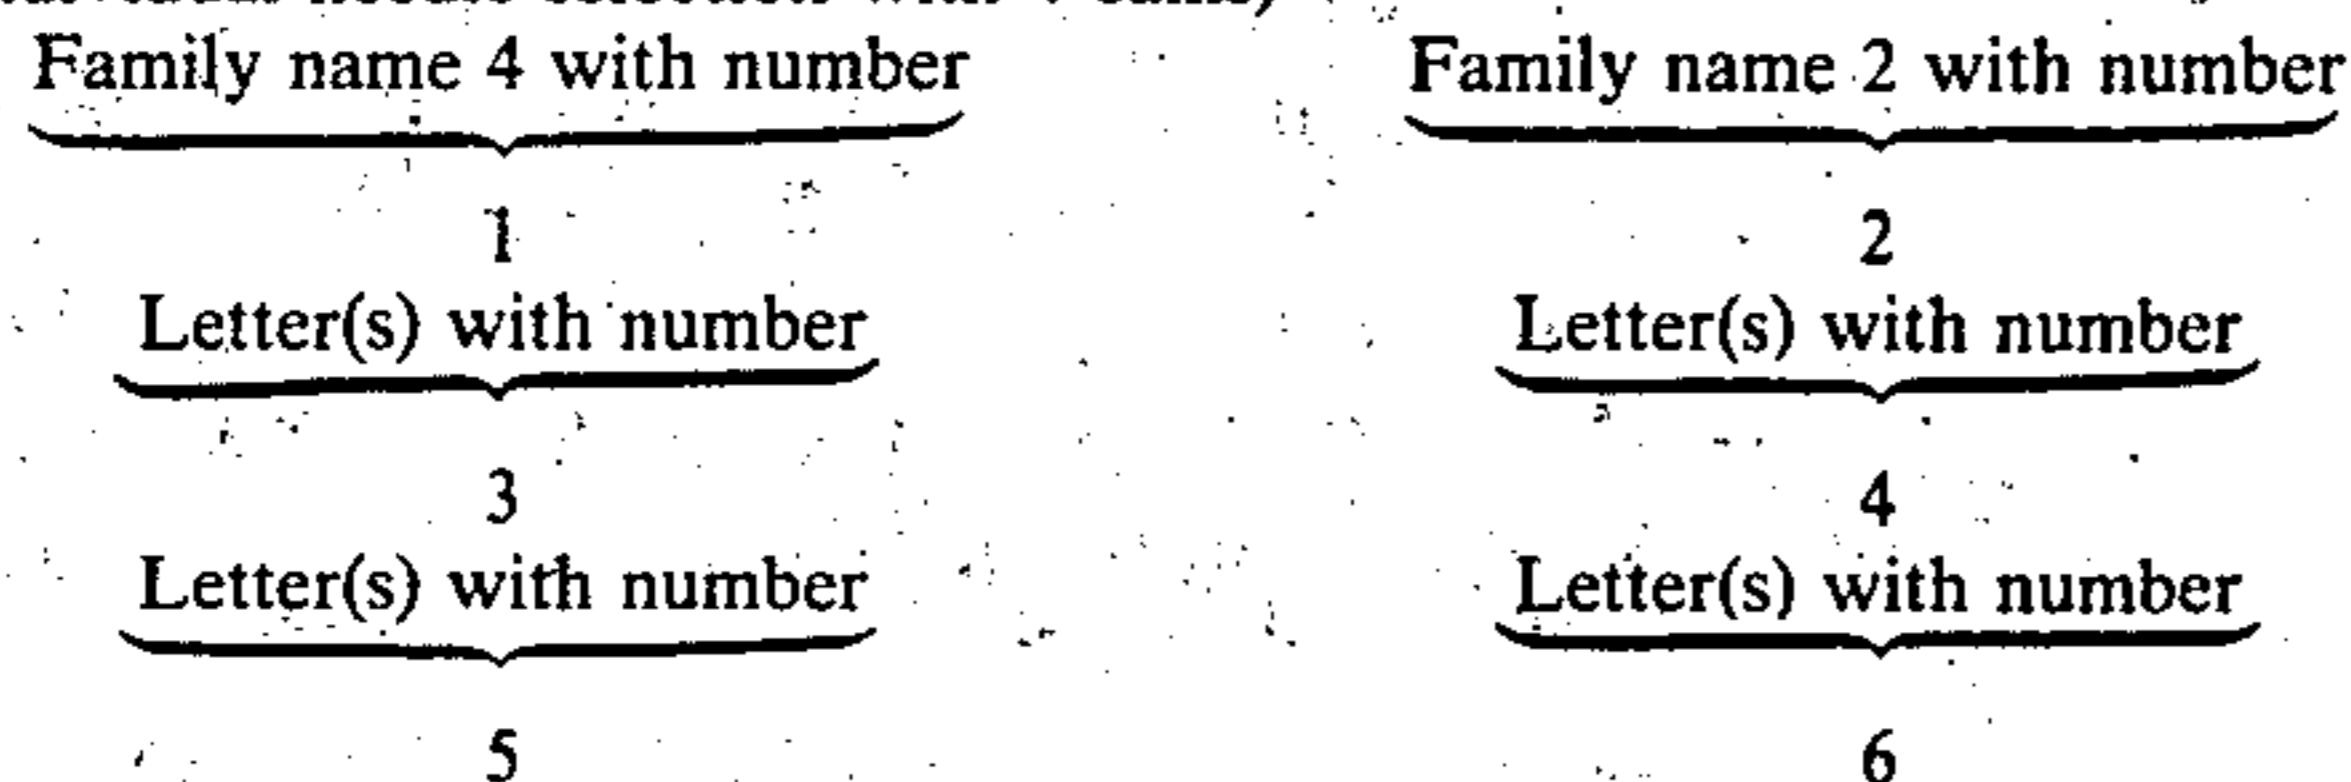 Family name 4 with number Family name 2 with number
1 2
Letter(s) with number Letter(s) with number
3 4
Letter(s) with number Letter(s) with number
5 6